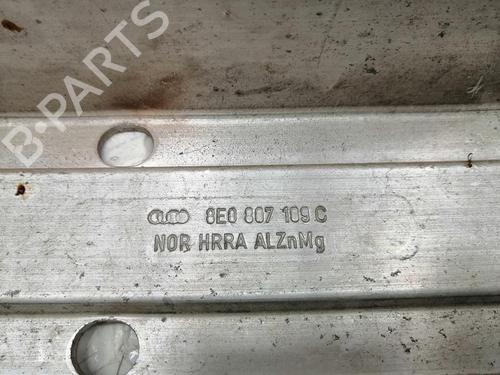 B-PARTS
8E0 807 109 C
NOR HRRA ALZnMg